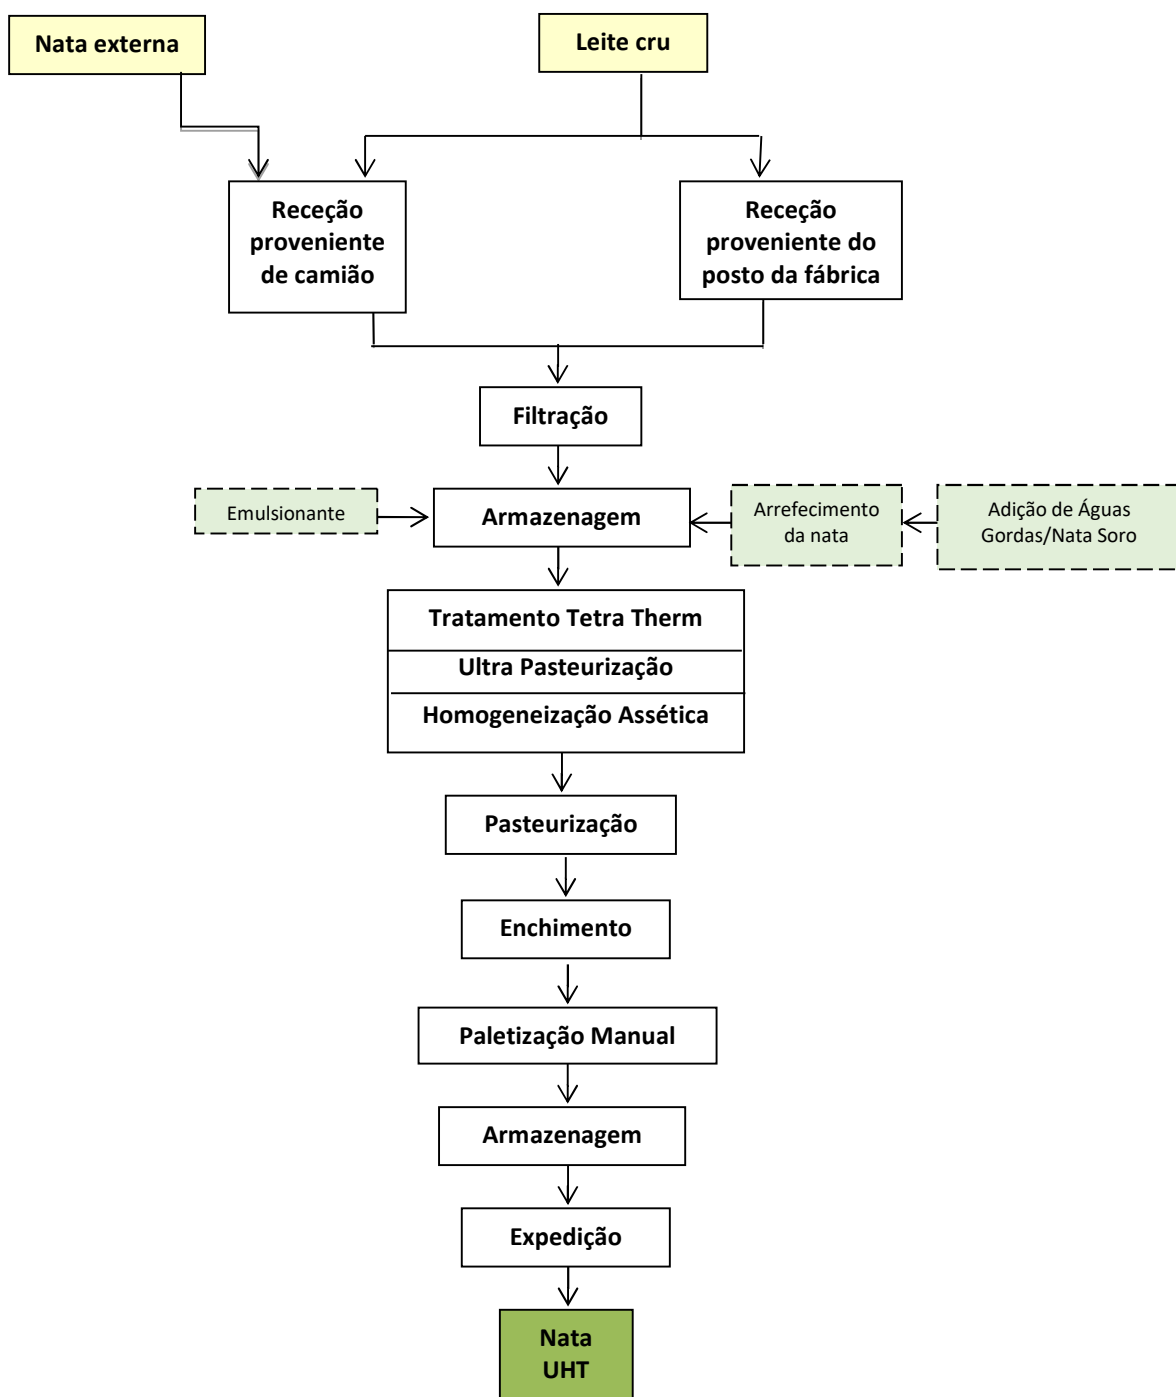 Nata externa
Leite cru
Receção
proveniente
de camião
Receção
proveniente do
posto da fábrica
Filtração
Emulsionante
Armazenagem
Arrefecimento
da nata
Adição de Águas
Gordas/Nata Soro
Tratamento Tetra Therm
Ultra Pasteurização
Homogeneização Assética
Pasteurização
Enchimento
Paletização Manual
Armazenagem
Expedição
Nata
UHT